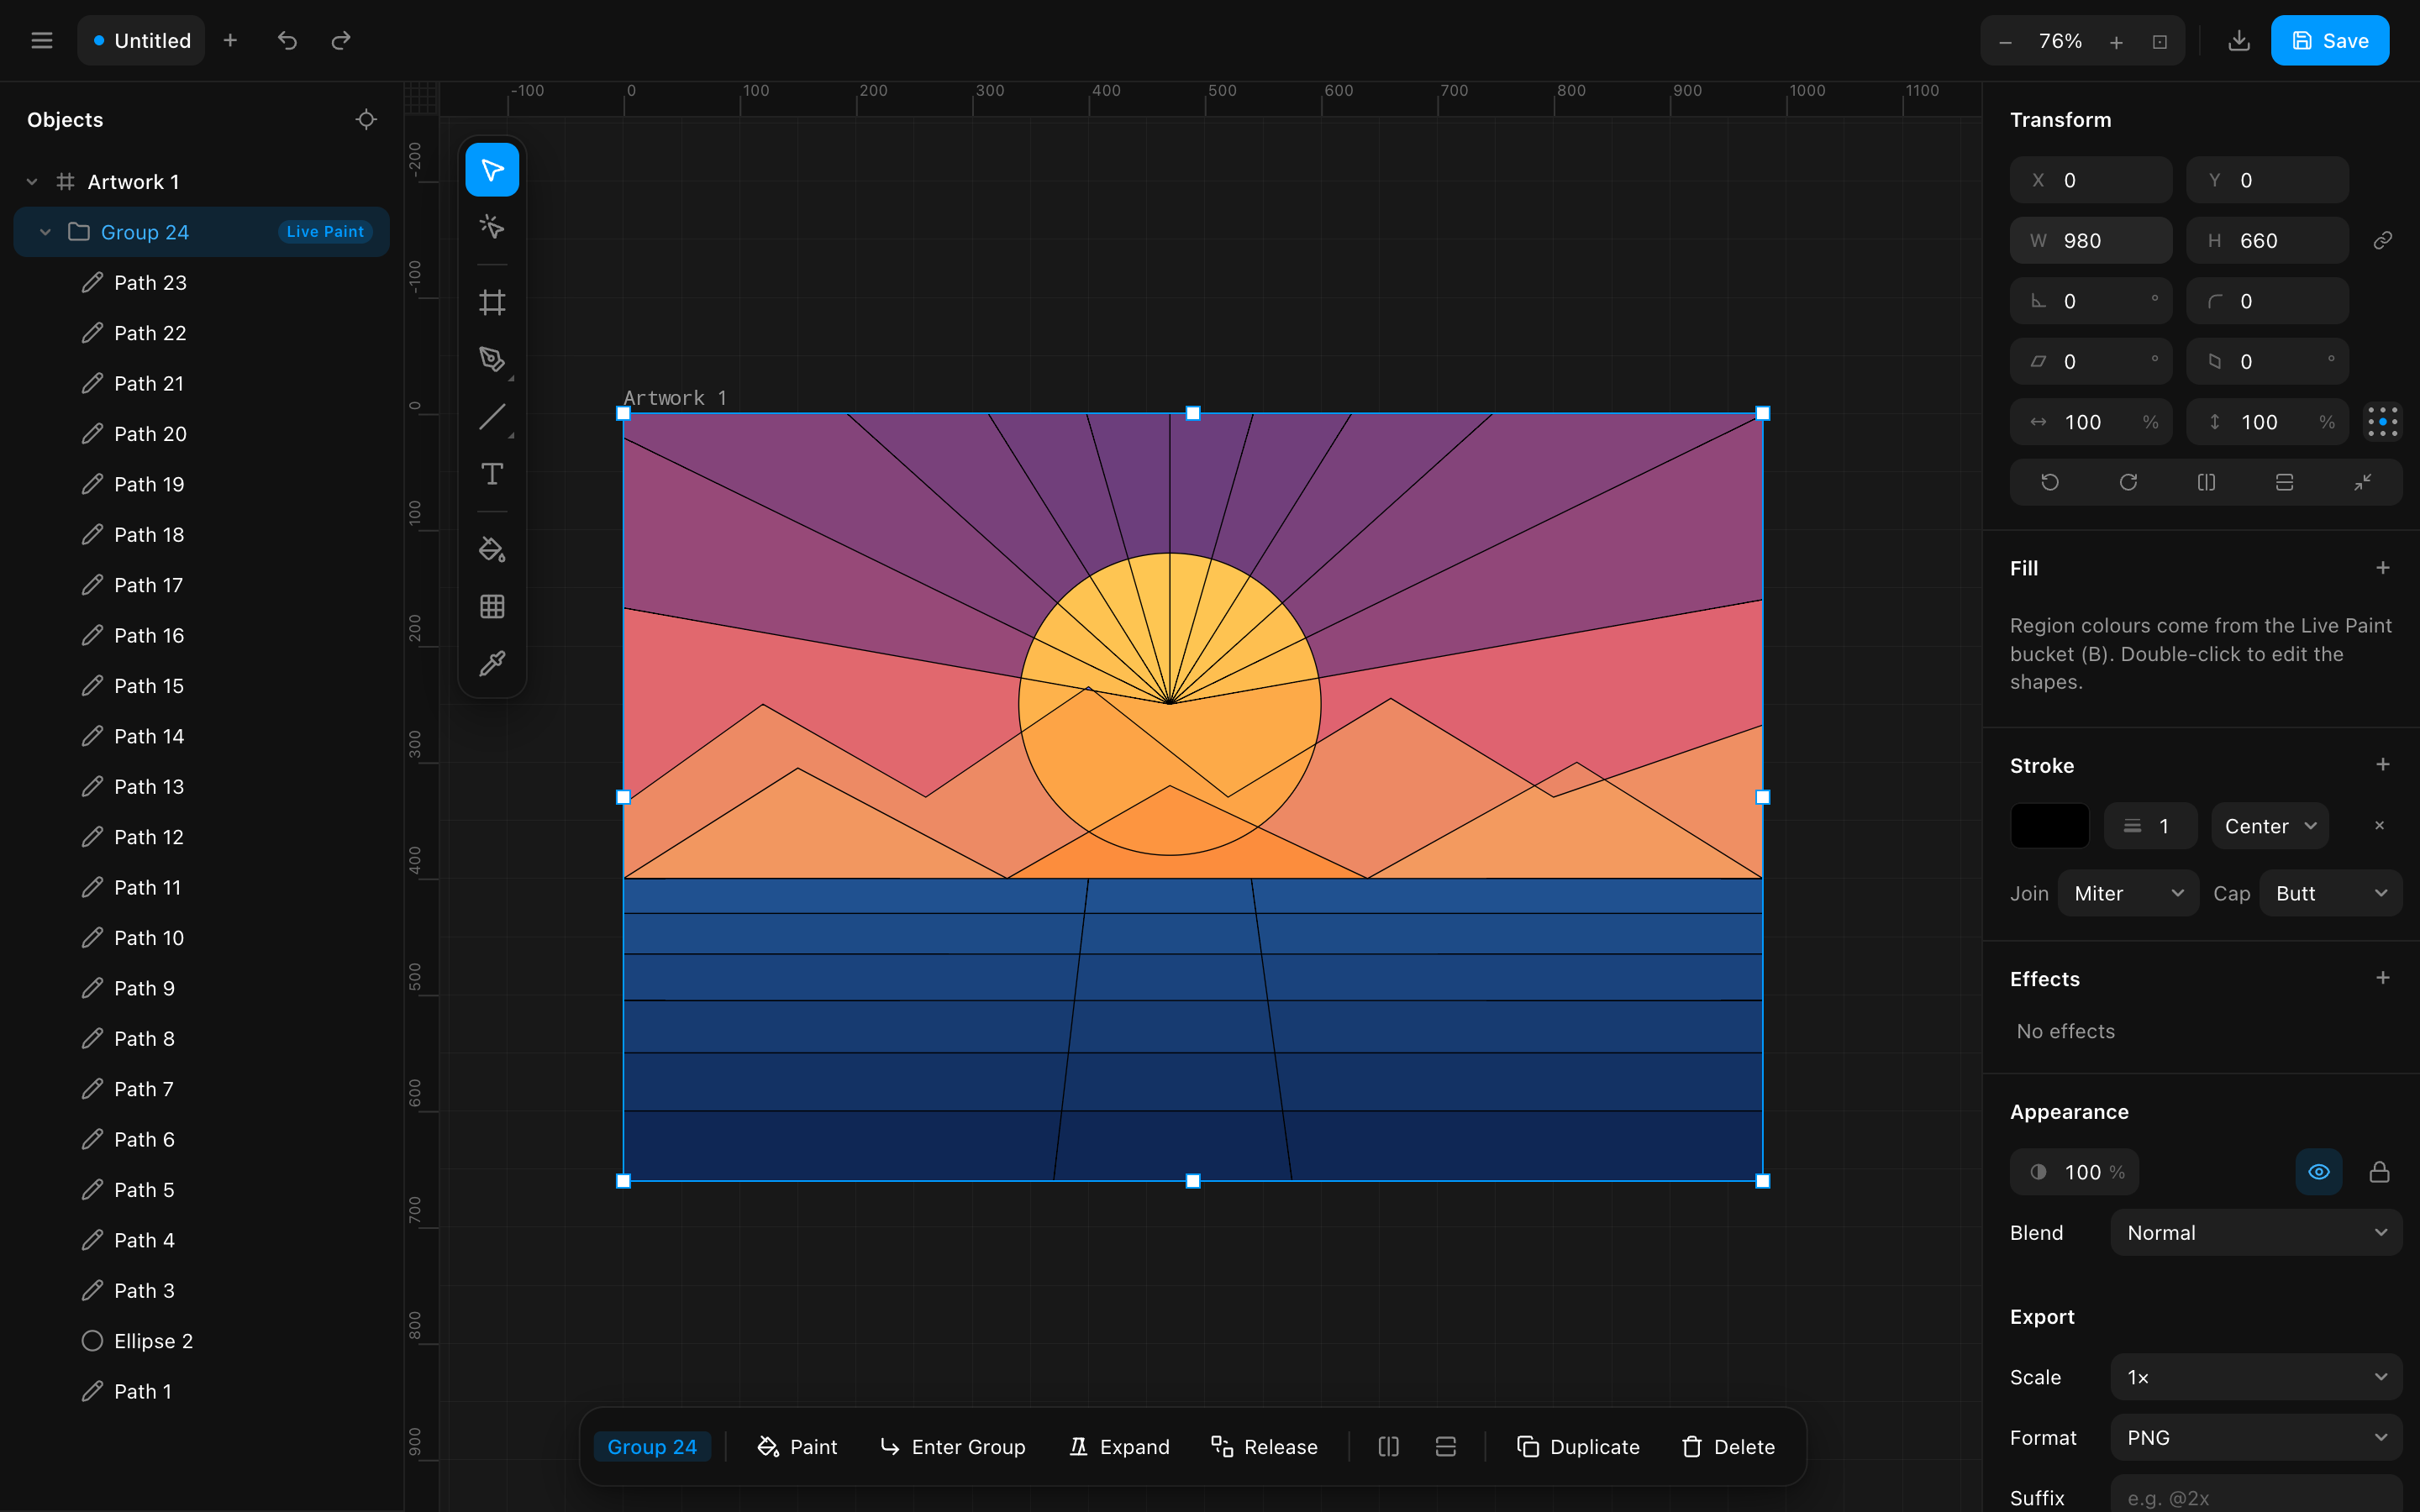 Untitled
76%
Save
Objects
Artwork 1
Group 24
Live Paint
Path 23
Path 22
Path 21
Path 20
Path 19
Path 18
Path 17
Path 16
Path 15
Path 14
Path 13
Path 12
Path 11
Path 10
Path 9
Path 8
Path 7
Path 6
Path 5
Path 4
Path 3
Ellipse 2
Path 1
-100 0 100 200 300 400 500 600 700 800 900 1000 1100
-200
-100
0
100
200
300
400
500
600
700
800
900
Artwork 1
Group 24
Paint
Enter Group
Expand
Release
Duplicate
Delete
Transform
X 0 Y 0
W 980 H 660
0 ° 0
0 ° 0 °
100 % 100 %
Fill
Region colours come from the Live Paint
bucket (B). Double-click to edit the
shapes.
Stroke
1 Center
Join Miter Cap Butt
Effects
No effects
Appearance
100 %
Blend Normal
Export
Scale 1×
Format PNG
Suffix e.g. @2x